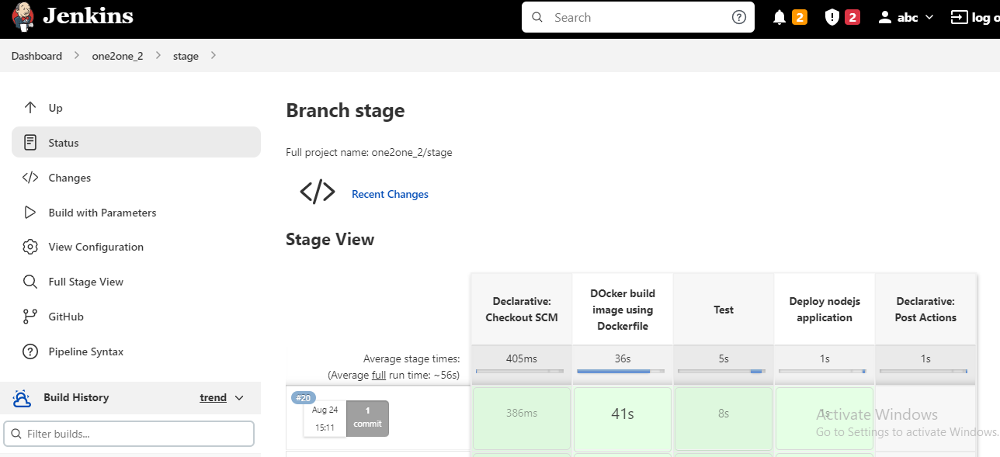 Jenkins
Search
2
2
abc
log o
Dashboard
one2one_2
stage
Up
Status
Changes
Build with Parameters
View Configuration
Full Stage View
GitHub
Pipeline Syntax
Build History
trend
Filter builds...
Branch stage
Full project name: one2one_2/stage
Recent Changes
Stage View
Declarative:
Checkout SCM
DOcker build
image using
Dockerfile
Test
Deploy nodejs
application
Declarative:
Post Actions
Average stage times:
(Average full run time: ~56s)
405ms
36s
5s
1s
1s
#20
Aug 24
15:11
1
commit
386ms
41s
8s
1s
Activate Windows
Go to Settings to activate Windows.